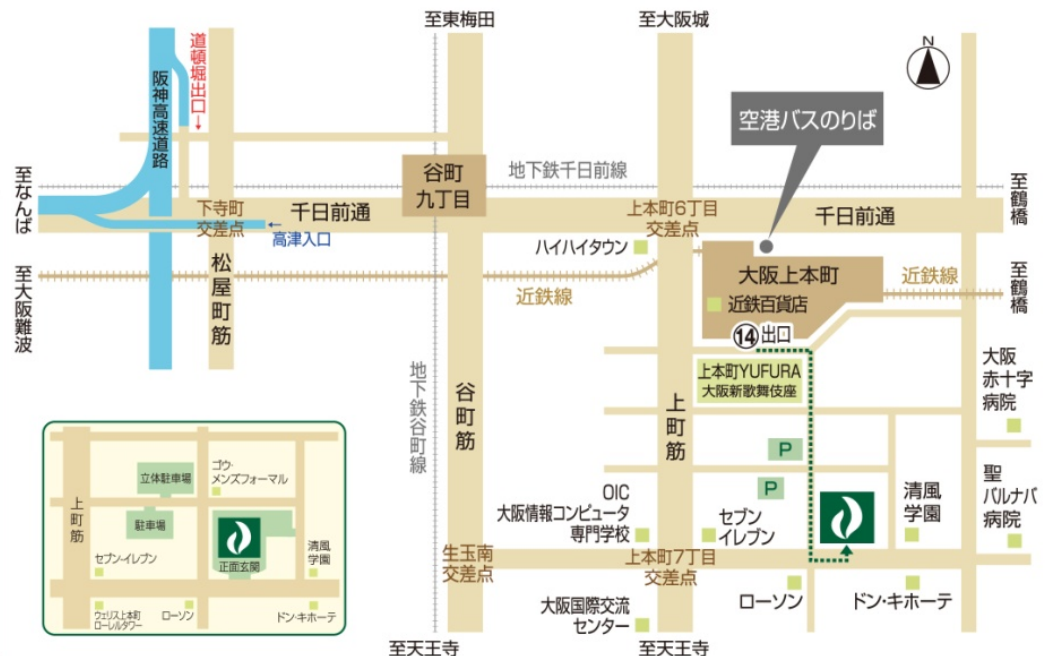 至東梅田
至大阪城
N
道頓堀出口→
阪神高速道路
空港バスのりば
谷町
九丁目
地下鉄千日前線
至なんば
至鶴橋
下寺町
交差点
千日前通
上本町6丁目
交差点
千日前通
←
高津入口
ハイハイタウン
至大阪難波
松屋町筋
近鉄線
大阪上本町
近鉄百貨店
近鉄線
至鶴橋
⑭出口
上本町YUFURA
大阪新歌舞伎座
大阪
赤十字
病院
地下鉄谷町線
谷町筋
上町筋
P
P
OIC
大阪情報コンピュータ
専門学校
セブン
イレブン
清風
学園
聖
バルナバ
病院
生玉南
交差点
上本町7丁目
交差点
ローソン
ドン・キホーテ
大阪国際交流
センター
至天王寺
至天王寺
上町筋
立体駐車場
ゴウ・
メンズフォーマル
駐車場
セブン-イレブン
正面玄関
清風
学園
ウェリス上本町
ローレルタワー
ローソン
ドン・キホーテ